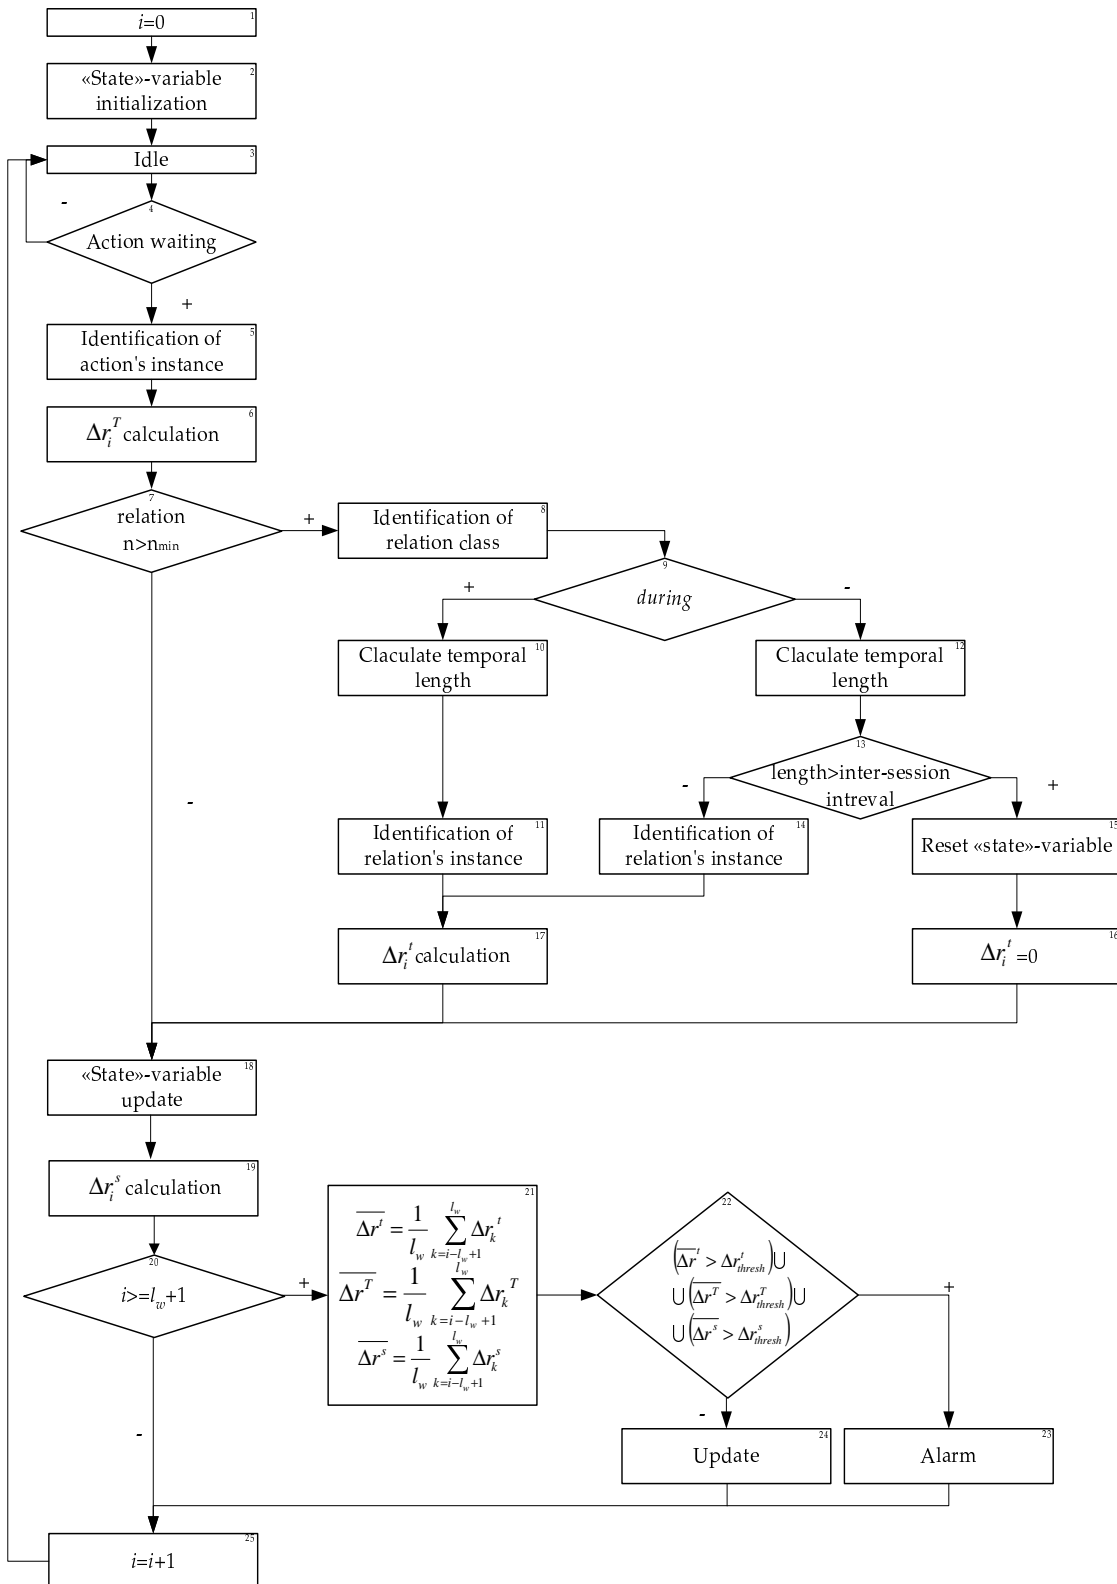 1
i=0
2
«State»-variable
initialization
3
Idle
-
4
Action waiting
+
5
Identification of
action's instance
6
Δr_i^T calculation
7
relation
n>n_min
+
8
Identification of
relation class
9
during
+
-
10
Claculate temporal
length
12
Claculate temporal
length
13
length>inter-session
intreval
-
+
-
11
Identification of
relation's instance
14
Identification of
relation's instance
15
Reset «state»-variable
17
Δr_i^t calculation
16
Δr_i^t =0
18
«State»-variable
update
19
Δr_i^s calculation
20
i>=l_w+1
+
-
21
\overline{Δr^t} = \frac{1}{l_w} \sum_{k=i-l_w+1}^{l_w} Δr_k^t
\overline{Δr^T} = \frac{1}{l_w} \sum_{k=i-l_w+1}^{l_w} Δr_k^T
\overline{Δr^s} = \frac{1}{l_w} \sum_{k=i-l_w+1}^{l_w} Δr_k^s
22
(\overline{Δr}^t > Δr_{thresh}^t)∪
∪(\overline{Δr^T} > Δr_{thresh}^T)∪
∪(\overline{Δr^s} > Δr_{thresh}^s)
+
-
24
Update
23
Alarm
25
i=i+1